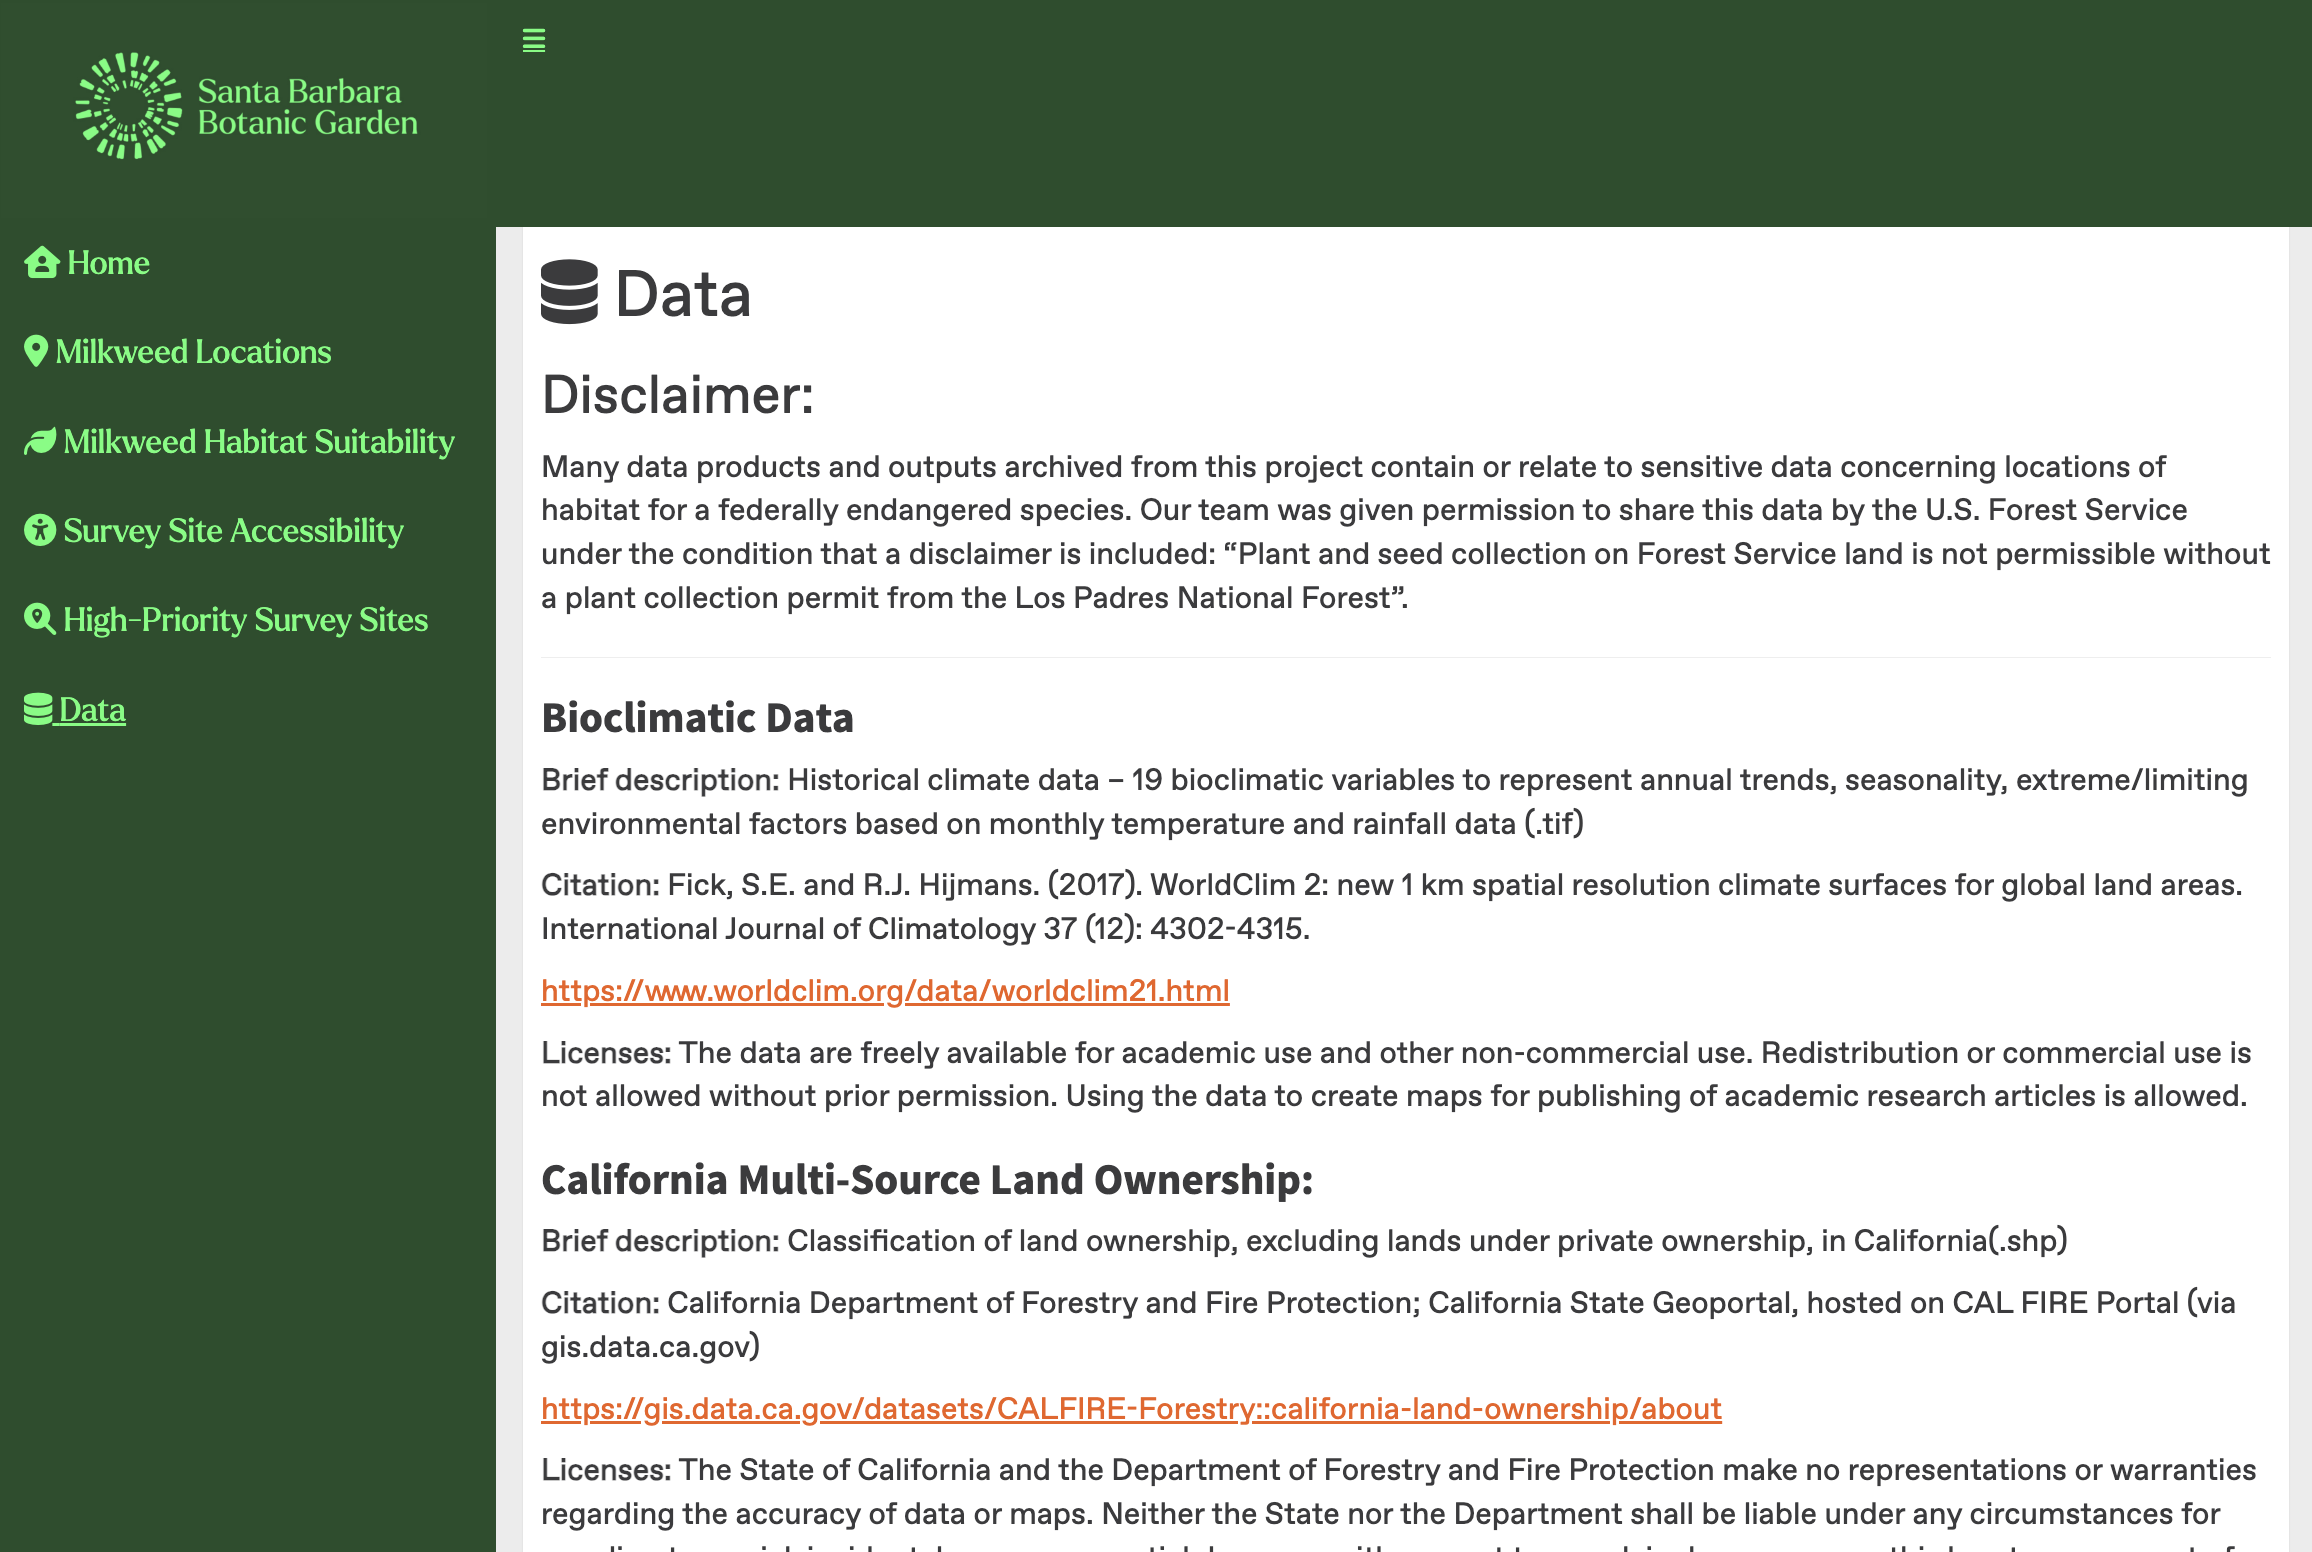 Santa Barbara
Botanic Garden
Home
Milkweed Locations
Milkweed Habitat Suitability
Survey Site Accessibility
High-Priority Survey Sites
Data
Data
Disclaimer:
Many data products and outputs archived from this project contain or relate to sensitive data concerning locations of
habitat for a federally endangered species. Our team was given permission to share this data by the U.S. Forest Service
under the condition that a disclaimer is included: “Plant and seed collection on Forest Service land is not permissible without
a plant collection permit from the Los Padres National Forest”.
Bioclimatic Data
Brief description: Historical climate data – 19 bioclimatic variables to represent annual trends, seasonality, extreme/limiting
environmental factors based on monthly temperature and rainfall data (.tif)
Citation: Fick, S.E. and R.J. Hijmans. (2017). WorldClim 2: new 1 km spatial resolution climate surfaces for global land areas.
International Journal of Climatology 37 (12): 4302-4315.
https://www.worldclim.org/data/worldclim21.html
Licenses: The data are freely available for academic use and other non-commercial use. Redistribution or commercial use is
not allowed without prior permission. Using the data to create maps for publishing of academic research articles is allowed.
California Multi-Source Land Ownership:
Brief description: Classification of land ownership, excluding lands under private ownership, in California(.shp)
Citation: California Department of Forestry and Fire Protection; California State Geoportal, hosted on CAL FIRE Portal (via
gis.data.ca.gov)
https://gis.data.ca.gov/datasets/CALFIRE-Forestry::california-land-ownership/about
Licenses: The State of California and the Department of Forestry and Fire Protection make no representations or warranties
regarding the accuracy of data or maps. Neither the State nor the Department shall be liable under any circumstances for